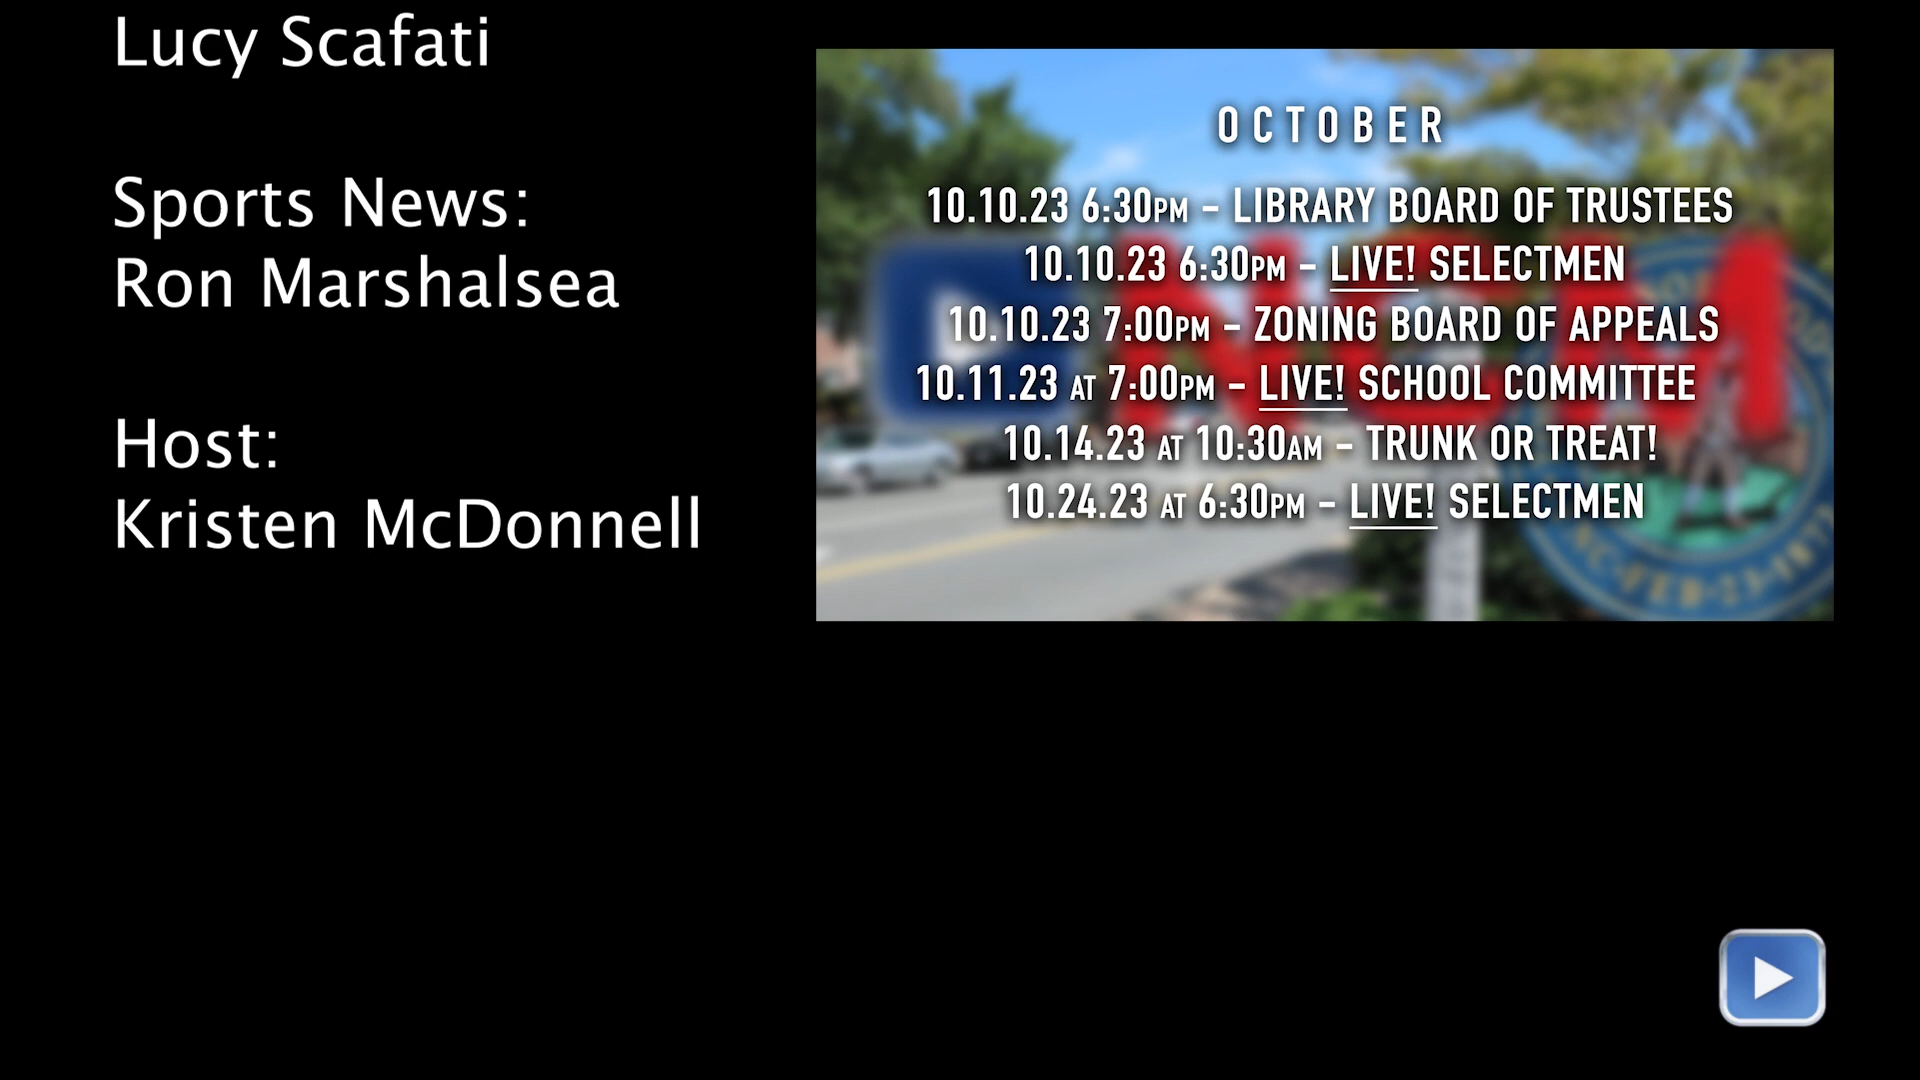 Lucy Scafati
Sports News:
Ron Marshalsea
Host:
Kristen McDonnell
OCTOBER
10.10.23 6:30PM – LIBRARY BOARD OF TRUSTEES
10.10.23 6:30PM – LIVE! SELECTMEN
10.10.23 7:00PM – ZONING BOARD OF APPEALS
10.11.23 AT 7:00PM – LIVE! SCHOOL COMMITTEE
10.14.23 AT 10:30AM – TRUNK OR TREAT!
10.24.23 AT 6:30PM – LIVE! SELECTMEN
NCM